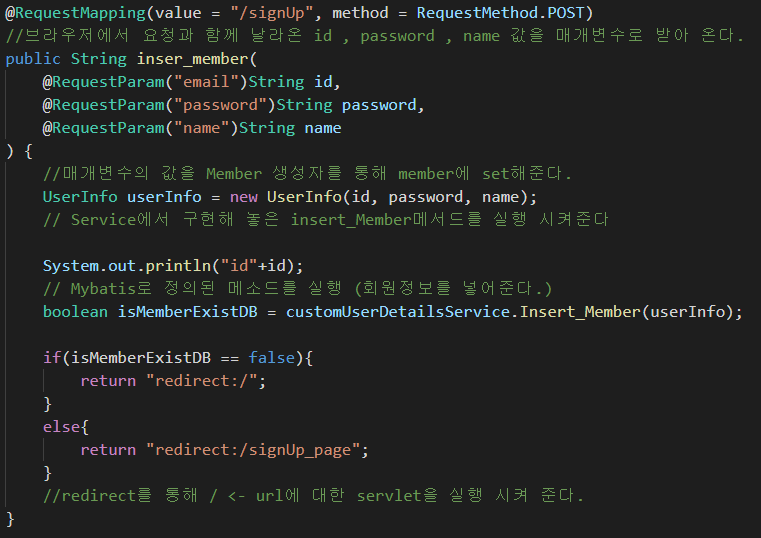 @RequestMapping(value = "/signUp", method = RequestMethod.POST)
//브라우저에서 요청과 함께 날라온 id , password , name 값을 매개변수로 받아 온다.
public String inser_member(
@RequestParam("email")String id,
@RequestParam("password")String password,
@RequestParam("name")String name
) {
//매개변수의 값을 Member 생성자를 통해 member에 set해준다.
UserInfo userInfo = new UserInfo(id, password, name);
// Service에서 구현해 놓은 insert_Member메서드를 실행 시켜준다
System.out.println("id"+id);
// Mybatis로 정의된 메소드를 실행 (회원정보를 넣어준다.)
boolean isMemberExistDB = customUserDetailsService.Insert_Member(userInfo);
if(isMemberExistDB == false){
return "redirect:/";
}
else{
return "redirect:/signUp_page";
}
//redirect를 통해 / <- url에 대한 servlet을 실행 시켜 준다.
}